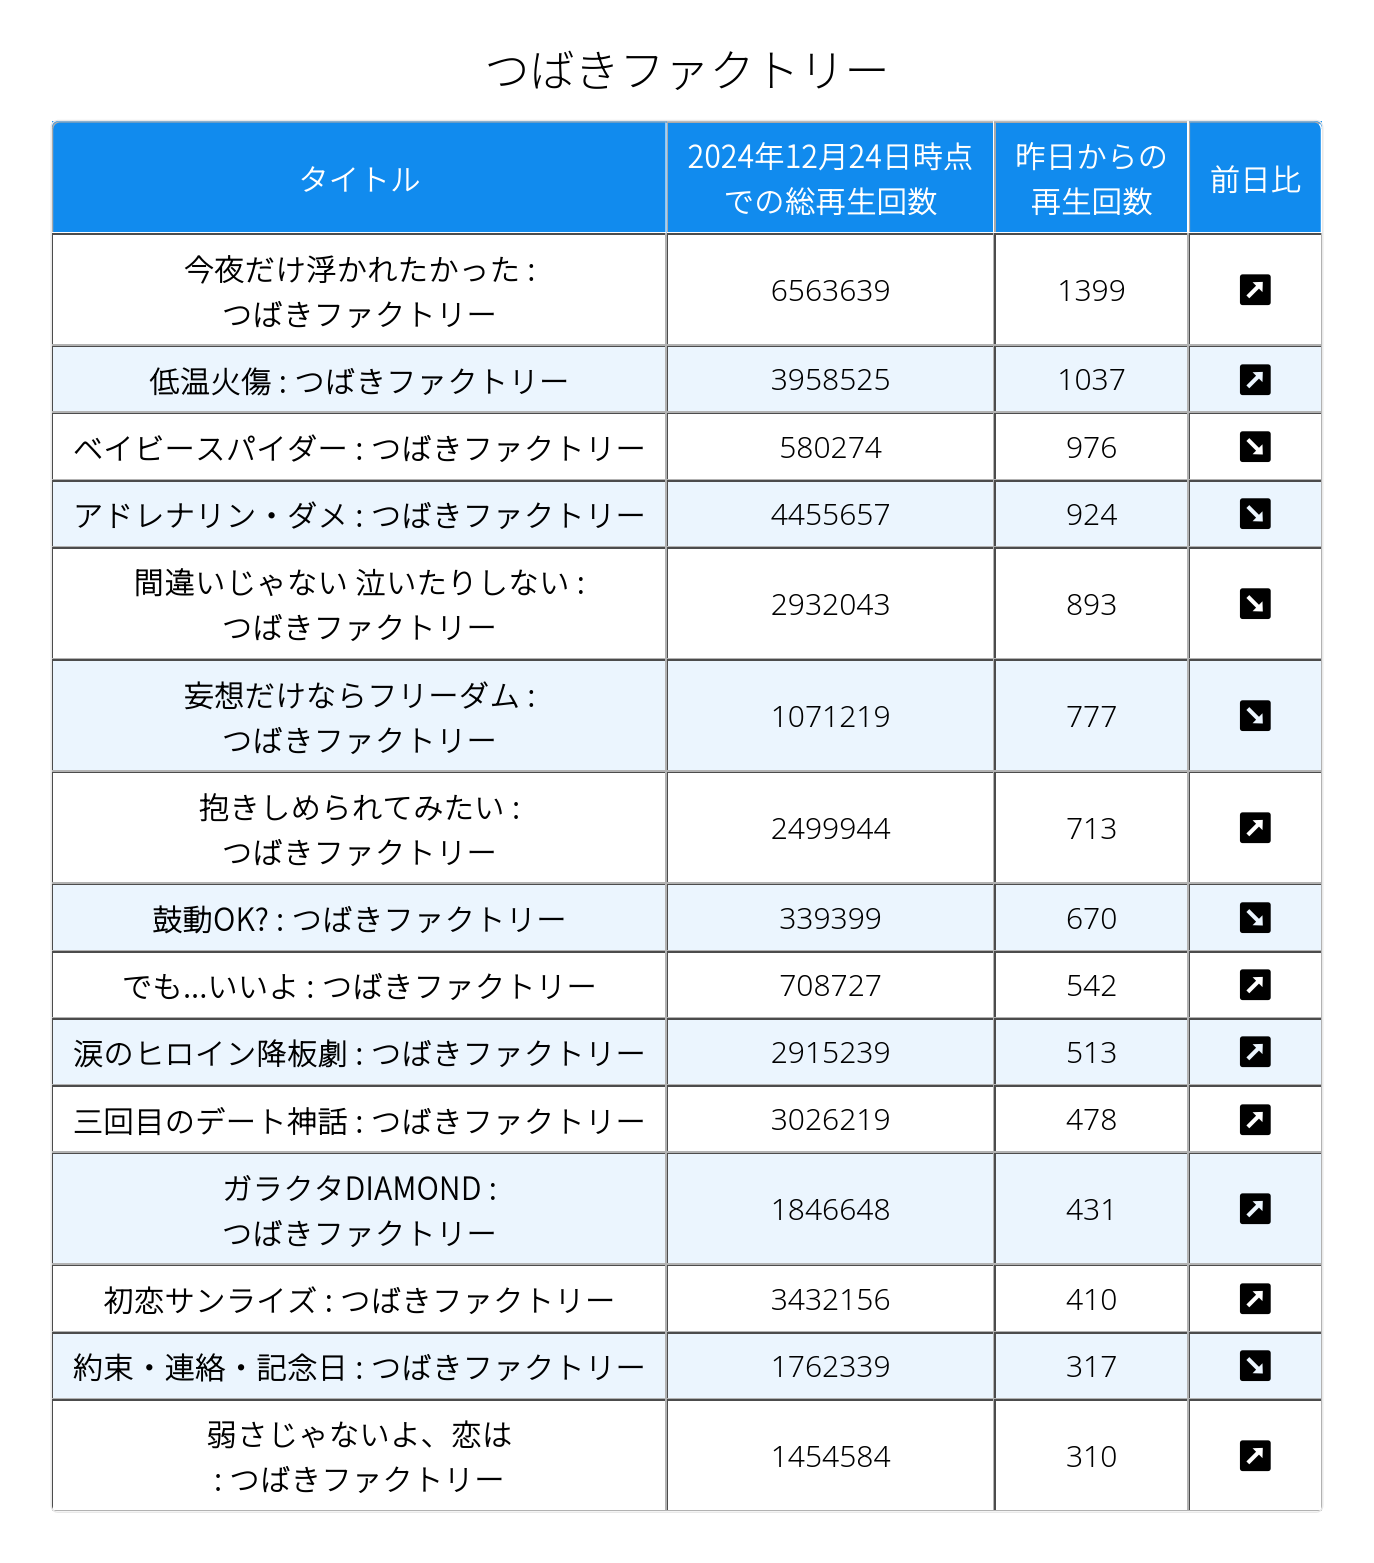 つばきファクトリー
タイトル
2024年12月24日時点
での総再生回数
昨日からの
再生回数
前日比
今夜だけ浮かれたかった :
つばきファクトリー
6563639
1399
低温火傷 : つばきファクトリー
3958525
1037
ベイビースパイダー : つばきファクトリー
580274
976
アドレナリン・ダメ : つばきファクトリー
4455657
924
間違いじゃない 泣いたりしない :
つばきファクトリー
2932043
893
妄想だけならフリーダム :
つばきファクトリー
1071219
777
抱きしめられてみたい :
つばきファクトリー
2499944
713
鼓動OK? : つばきファクトリー
339399
670
でも...いいよ : つばきファクトリー
708727
542
涙のヒロイン降板劇 : つばきファクトリー
2915239
513
三回目のデート神話 : つばきファクトリー
3026219
478
ガラクタDIAMOND :
つばきファクトリー
1846648
431
初恋サンライズ : つばきファクトリー
3432156
410
約束・連絡・記念日 : つばきファクトリー
1762339
317
弱さじゃないよ、恋は
: つばきファクトリー
1454584
310